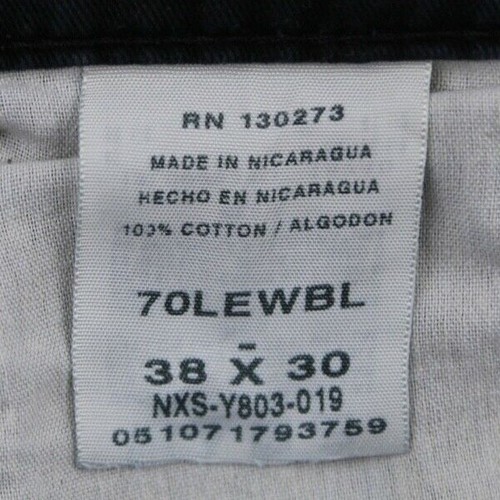 RN 130273
MADE IN NICARAGUA
HECHO EN NICARAGUA
100% COTTON / ALGODON
70LEWBL
-
38 X 30
NXS-Y803-019
051071793759